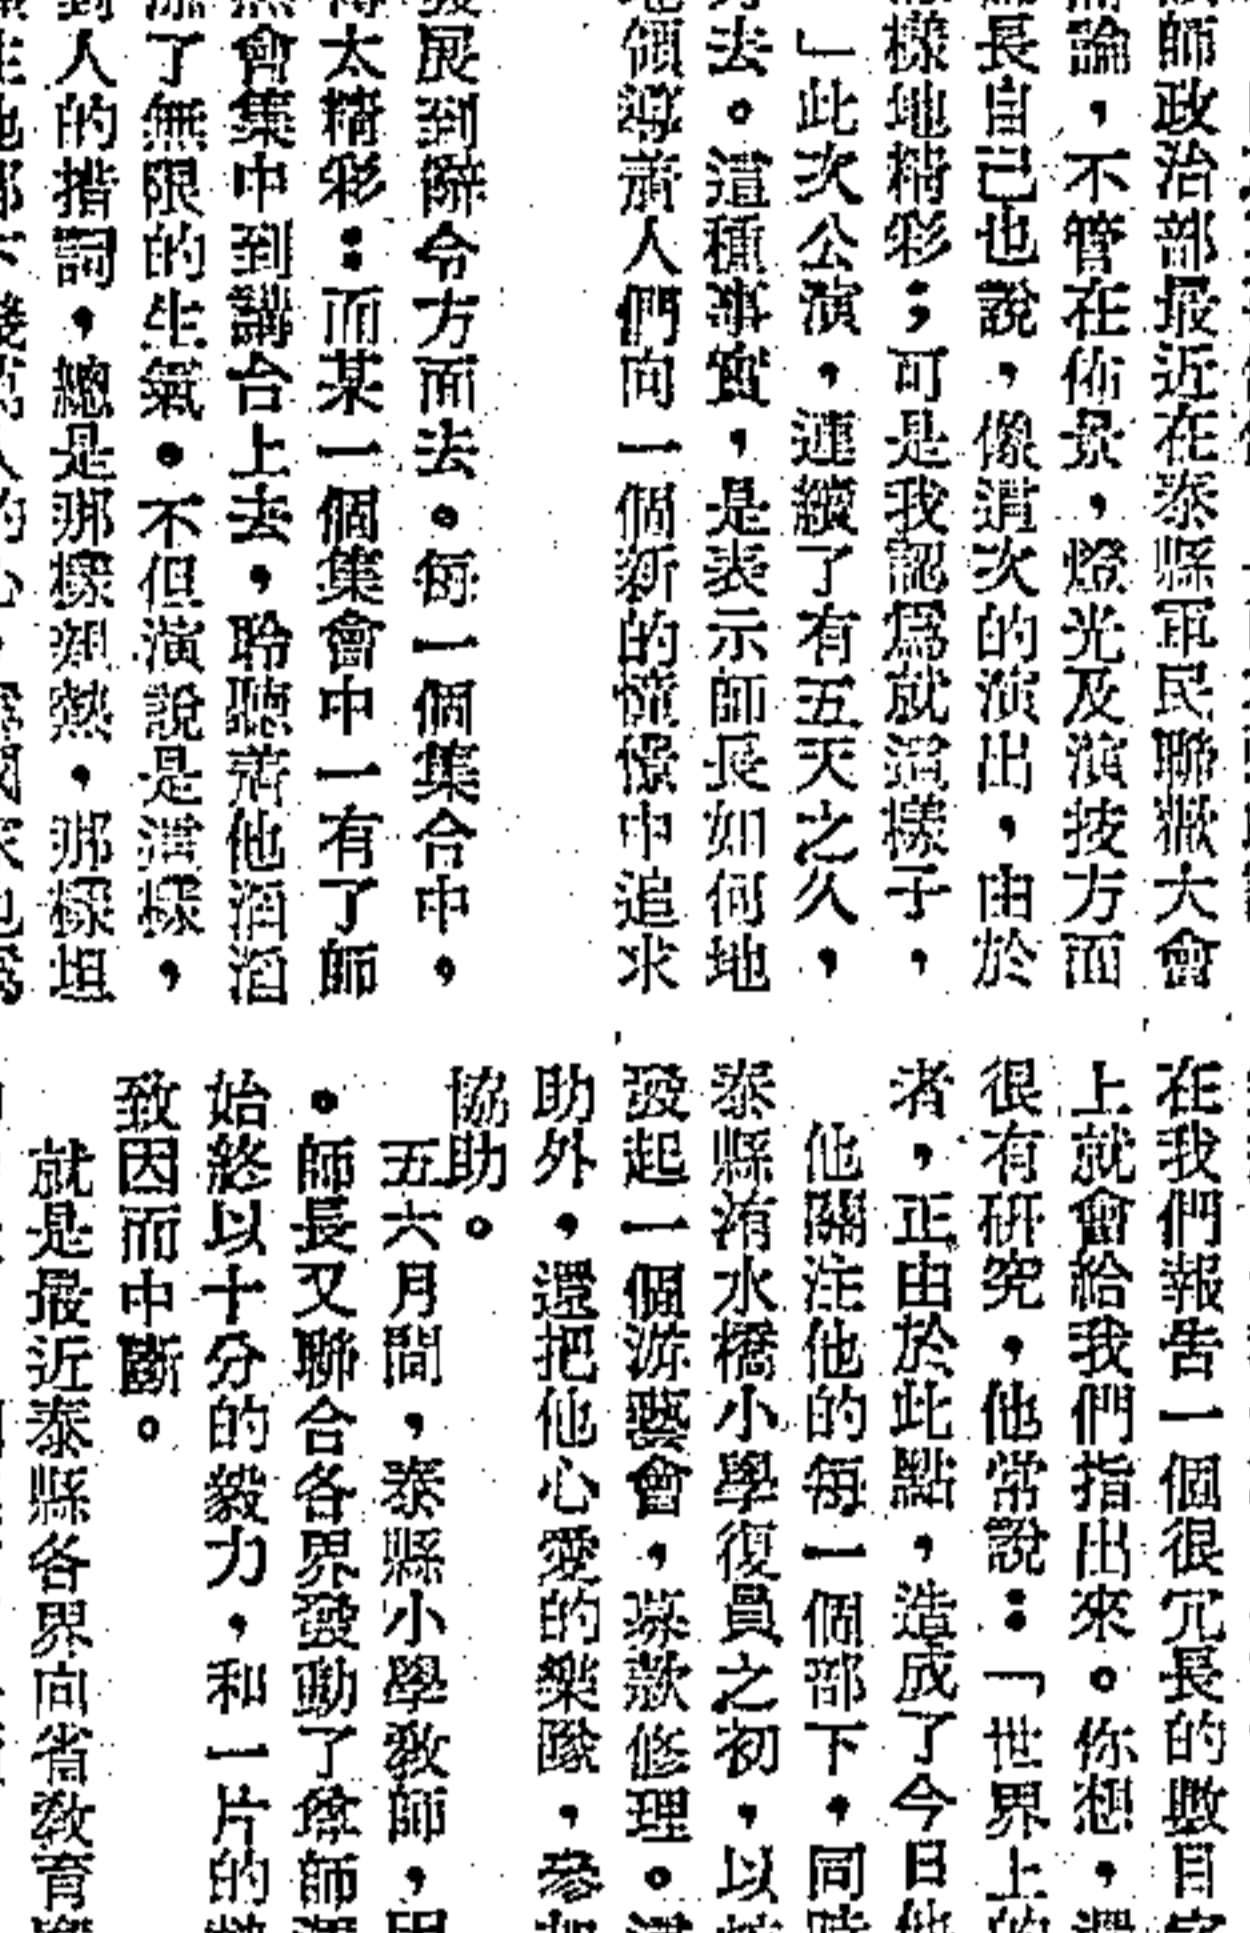 師政治部最近在泰縣軍民聯歡大會
論，不管在佈景，燈光及演技方面
長自己也說，像這次的演出，由於
樣地精彩；可是我認爲就這樣子，
」此次公演，連續了有五天之久，
去。這種事實，是表示師長如何地
領導着人們向一個新的憧憬中追求
展到辭令方面去。每一個集合中，
太精彩：而某一個集會中一有了師
會集中到講台上去，聆聽着他滔滔
了無限的生氣。不但演說是這樣，
人的措詞，總是那樣親熱，那樣坦
在我們報告一個很冗長的數目字
上就會給我們指出來。你想，還
很有研究，他常說：「世界上的
者，正由於此點，造成了今日他
他關注他的每一個部下，同時
泰縣洧水橋小學復員之初，以
發起一個游藝會，募款修理。
助外，還把他心愛的樂隊，參加
協助。
五六月間，泰縣小學教師，
。師長又聯合各界發動了尊師運
始終以十分的毅力，和一片的熱
致因而中斷。
就是最近泰縣各界向省教育